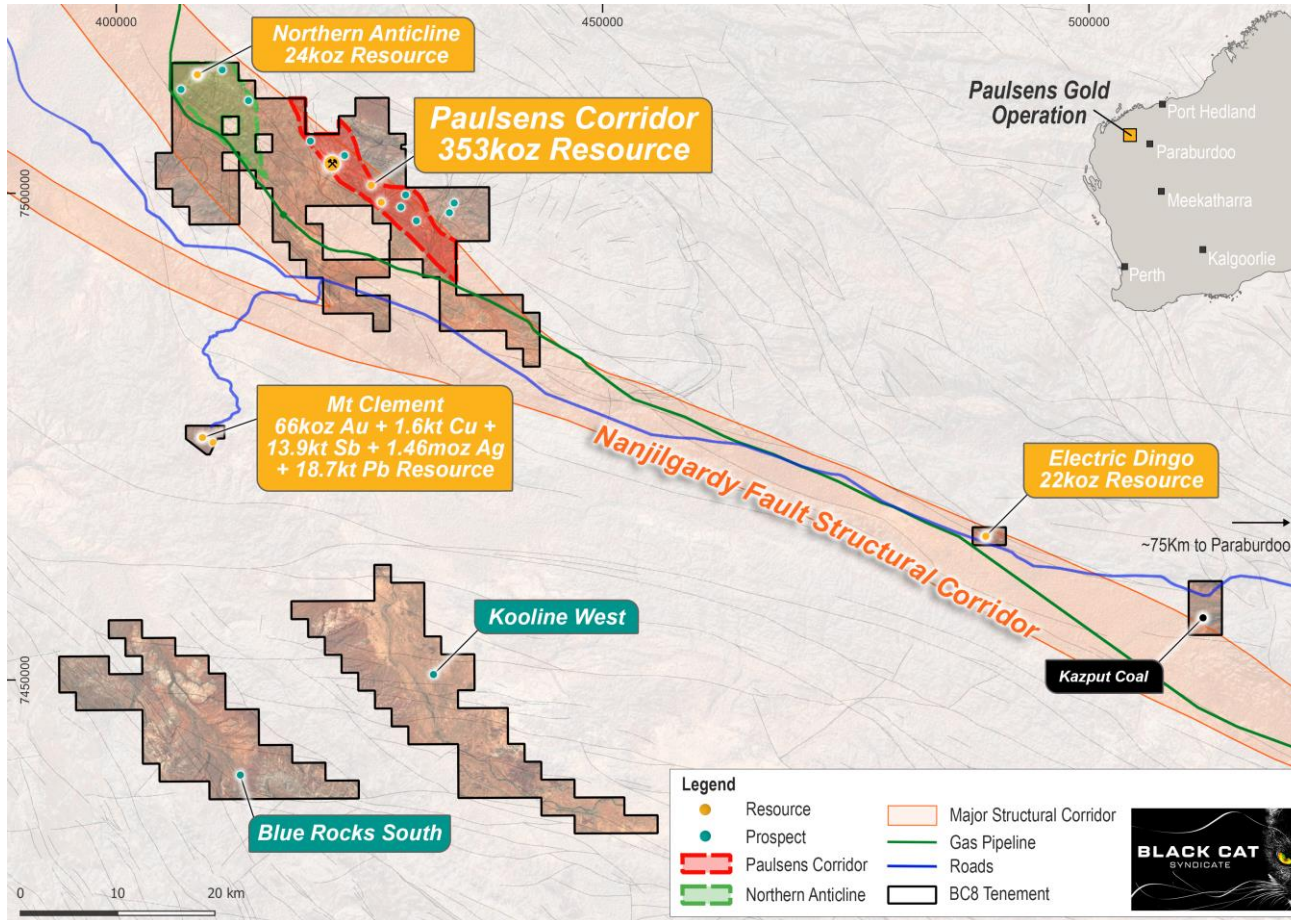 400000
450000
500000
Northern Anticline
24koz Resource
Paulsens Corridor
353koz Resource
Paulsens Gold
Operation
Port Hedland
Paraburdoo
Meekatharra
Kalgoorlie
Perth
7500000
Mt Clement
66koz Au + 1.6kt Cu +
13.9kt Sb + 1.46moz Ag
+ 18.7kt Pb Resource
Nanjilgardy Fault Structural Corridor
Electric Dingo
22koz Resource
~75Km to Paraburdoo
Kooline West
Kazput Coal
7450000
Blue Rocks South
0 10 20 km
Legend
Resource
Prospect
Paulsens Corridor
Northern Anticline
Major Structural Corridor
Gas Pipeline
Roads
BC8 Tenement
BLACK CAT
SYNDICATE